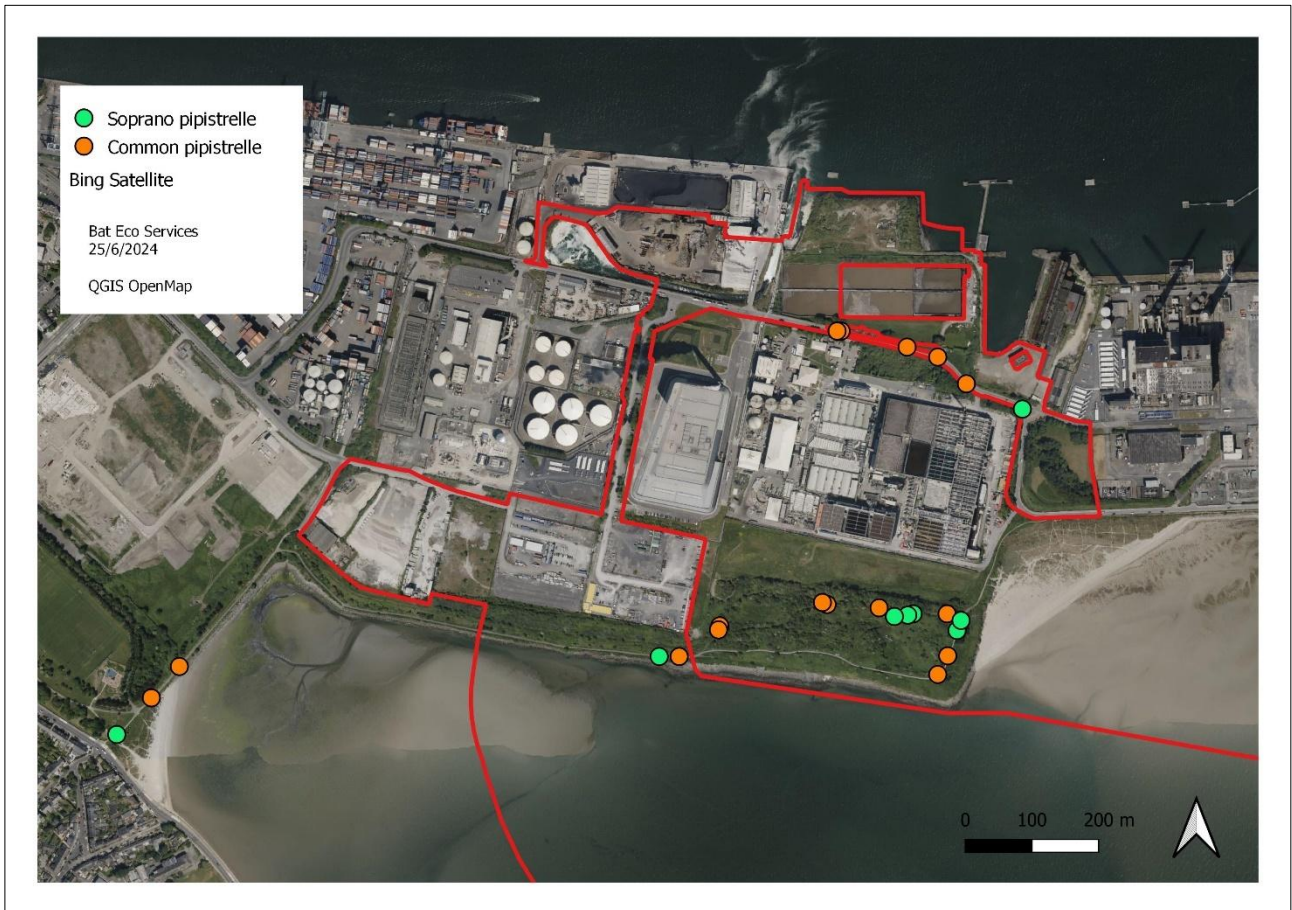 Soprano pipistrelle
Common pipistrelle
Bing Satellite
Bat Eco Services
25/6/2024
QGIS OpenMap
0 100 200 m